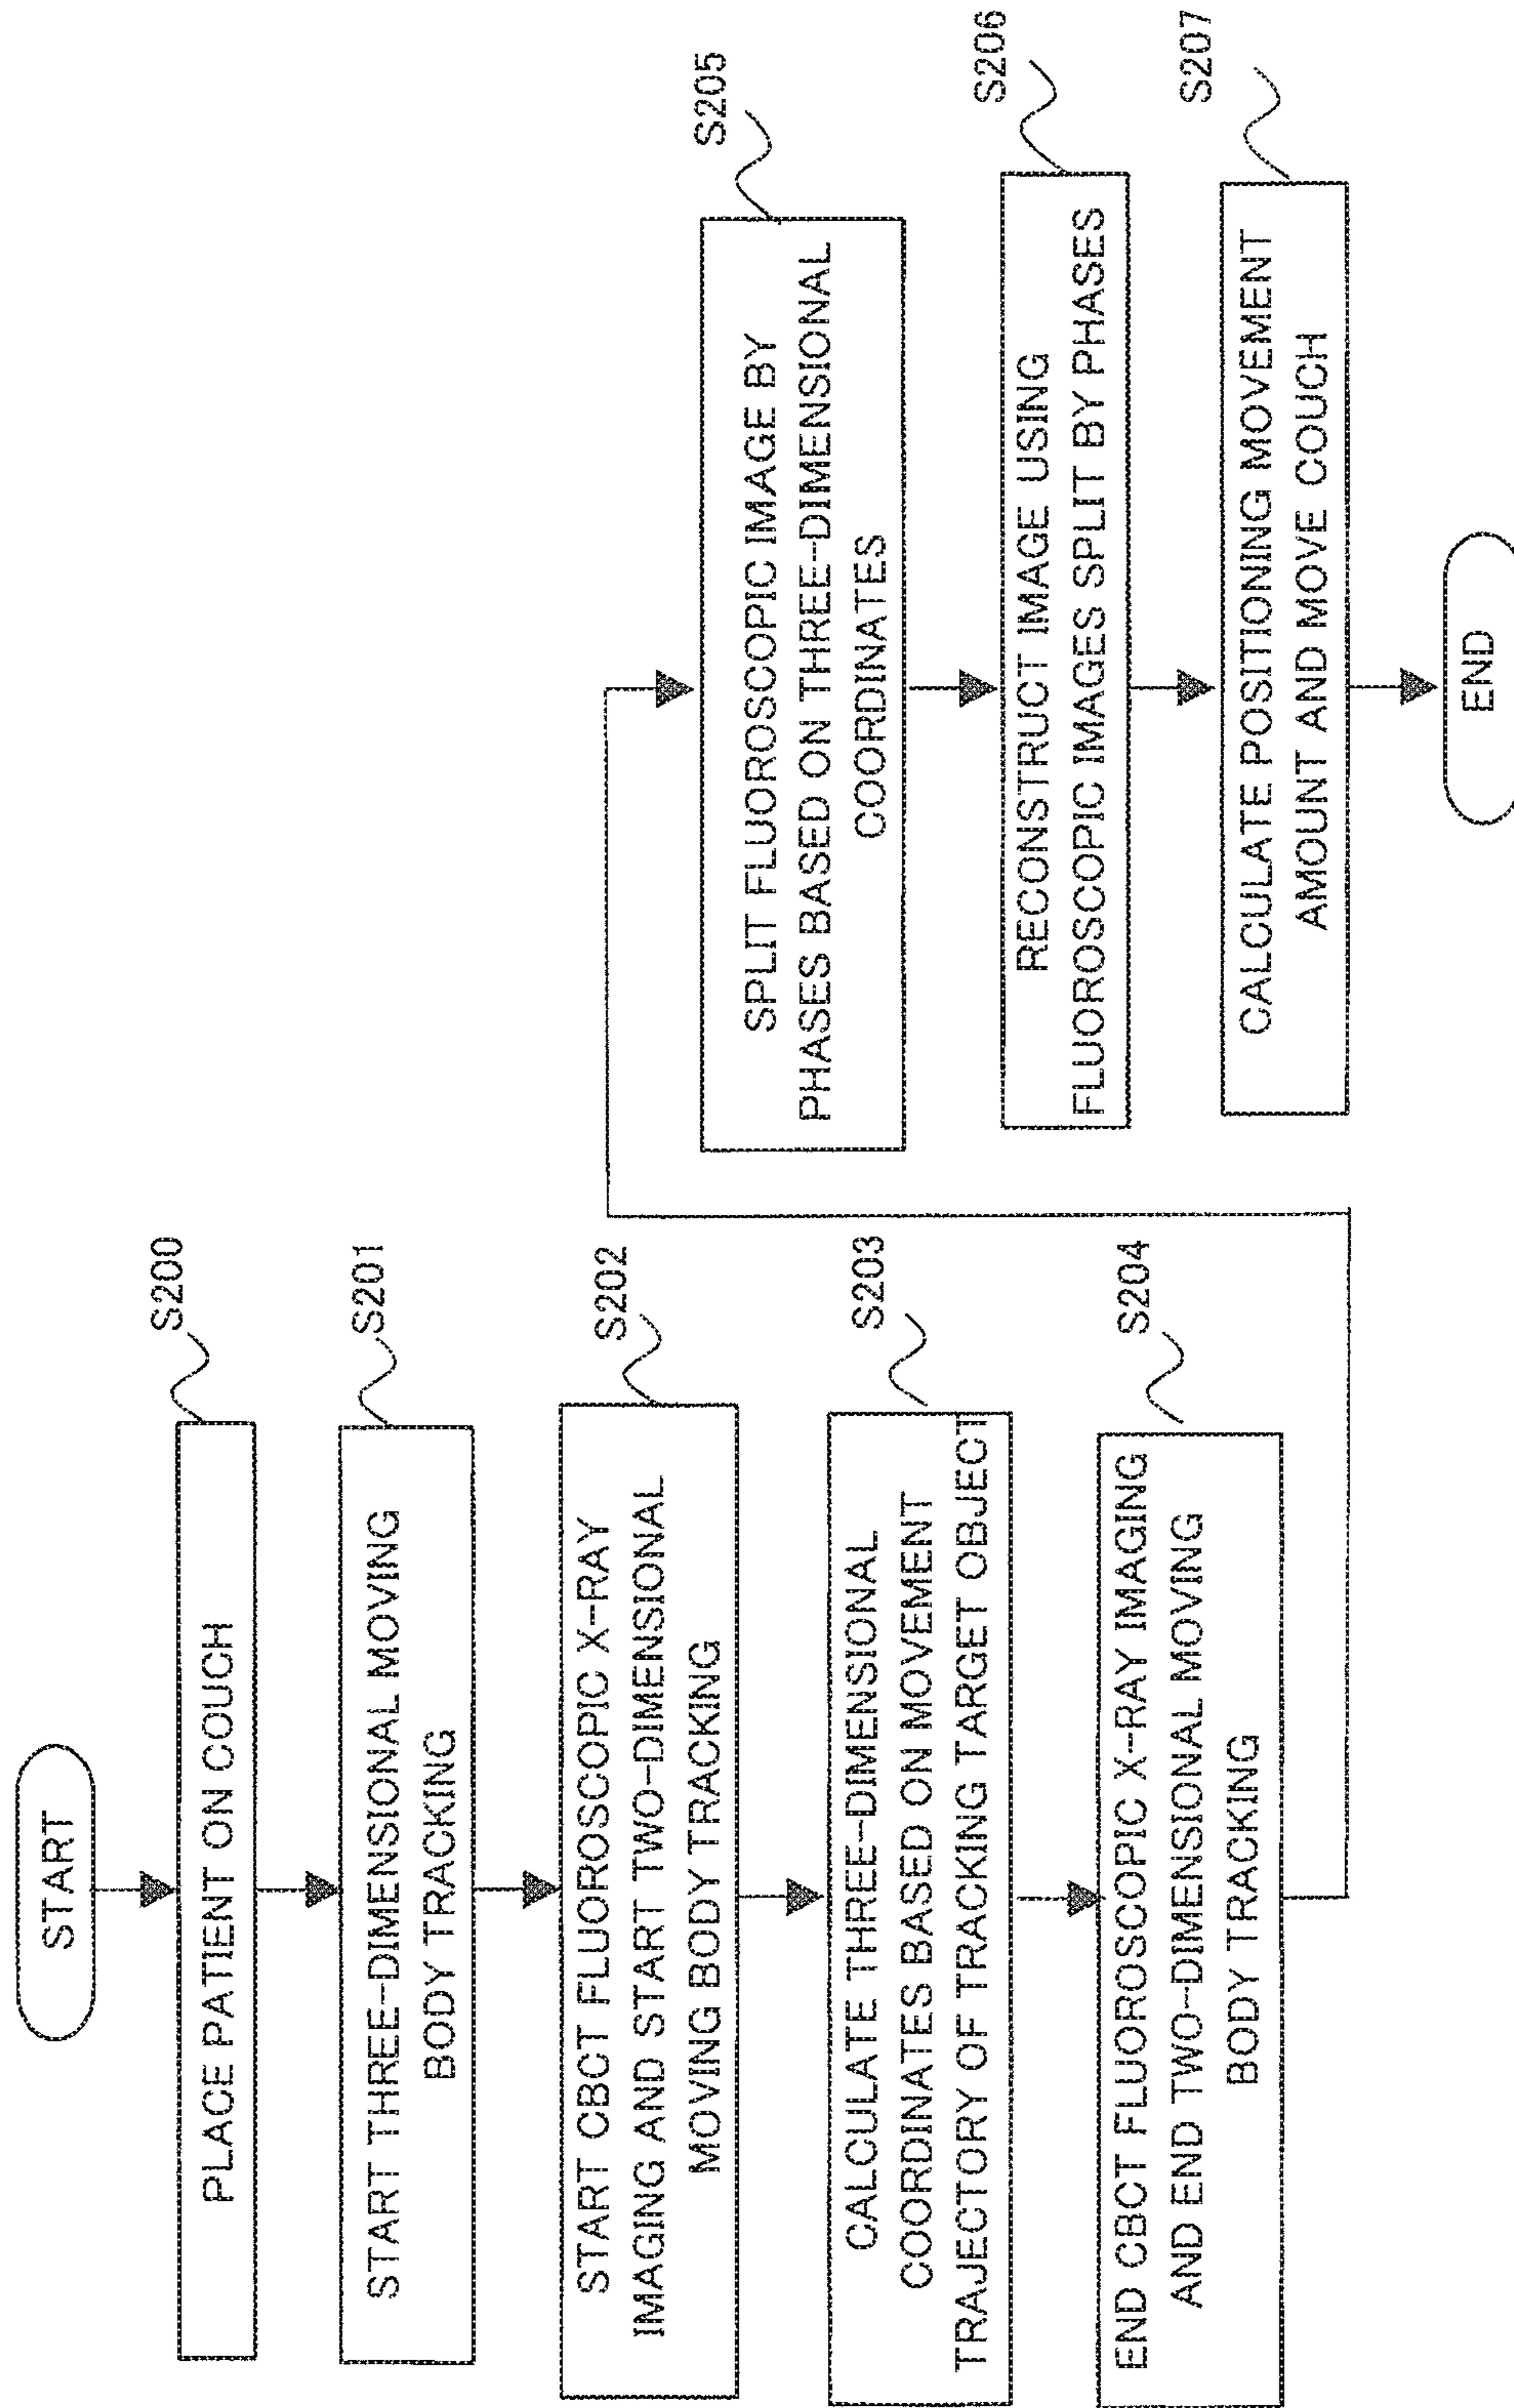 START
S200
PLACE PATIENT ON COUCH
S201
START THREE-DIMENSIONAL MOVING
BODY TRACKING
S202
START CBCT FLUOROSCOPIC X-RAY
IMAGING AND START TWO-DIMENSIONAL
MOVING BODY TRACKING
S203
CALCULATE THREE-DIMENSIONAL
COORDINATES BASED ON MOVEMENT
TRAJECTORY OF TRACKING TARGET OBJECT
S204
END CBCT FLUOROSCOPIC X-RAY IMAGING
AND END TWO-DIMENSIONAL MOVING
BODY TRACKING
S205
SPLIT FLUOROSCOPIC IMAGE BY
PHASES BASED ON THREE-DIMENSIONAL
COORDINATES
S206
RECONSTRUCT IMAGE USING
FLUOROSCOPIC IMAGES SPLIT BY PHASES
S207
CALCULATE POSITIONING MOVEMENT
AMOUNT AND MOVE COUCH
END